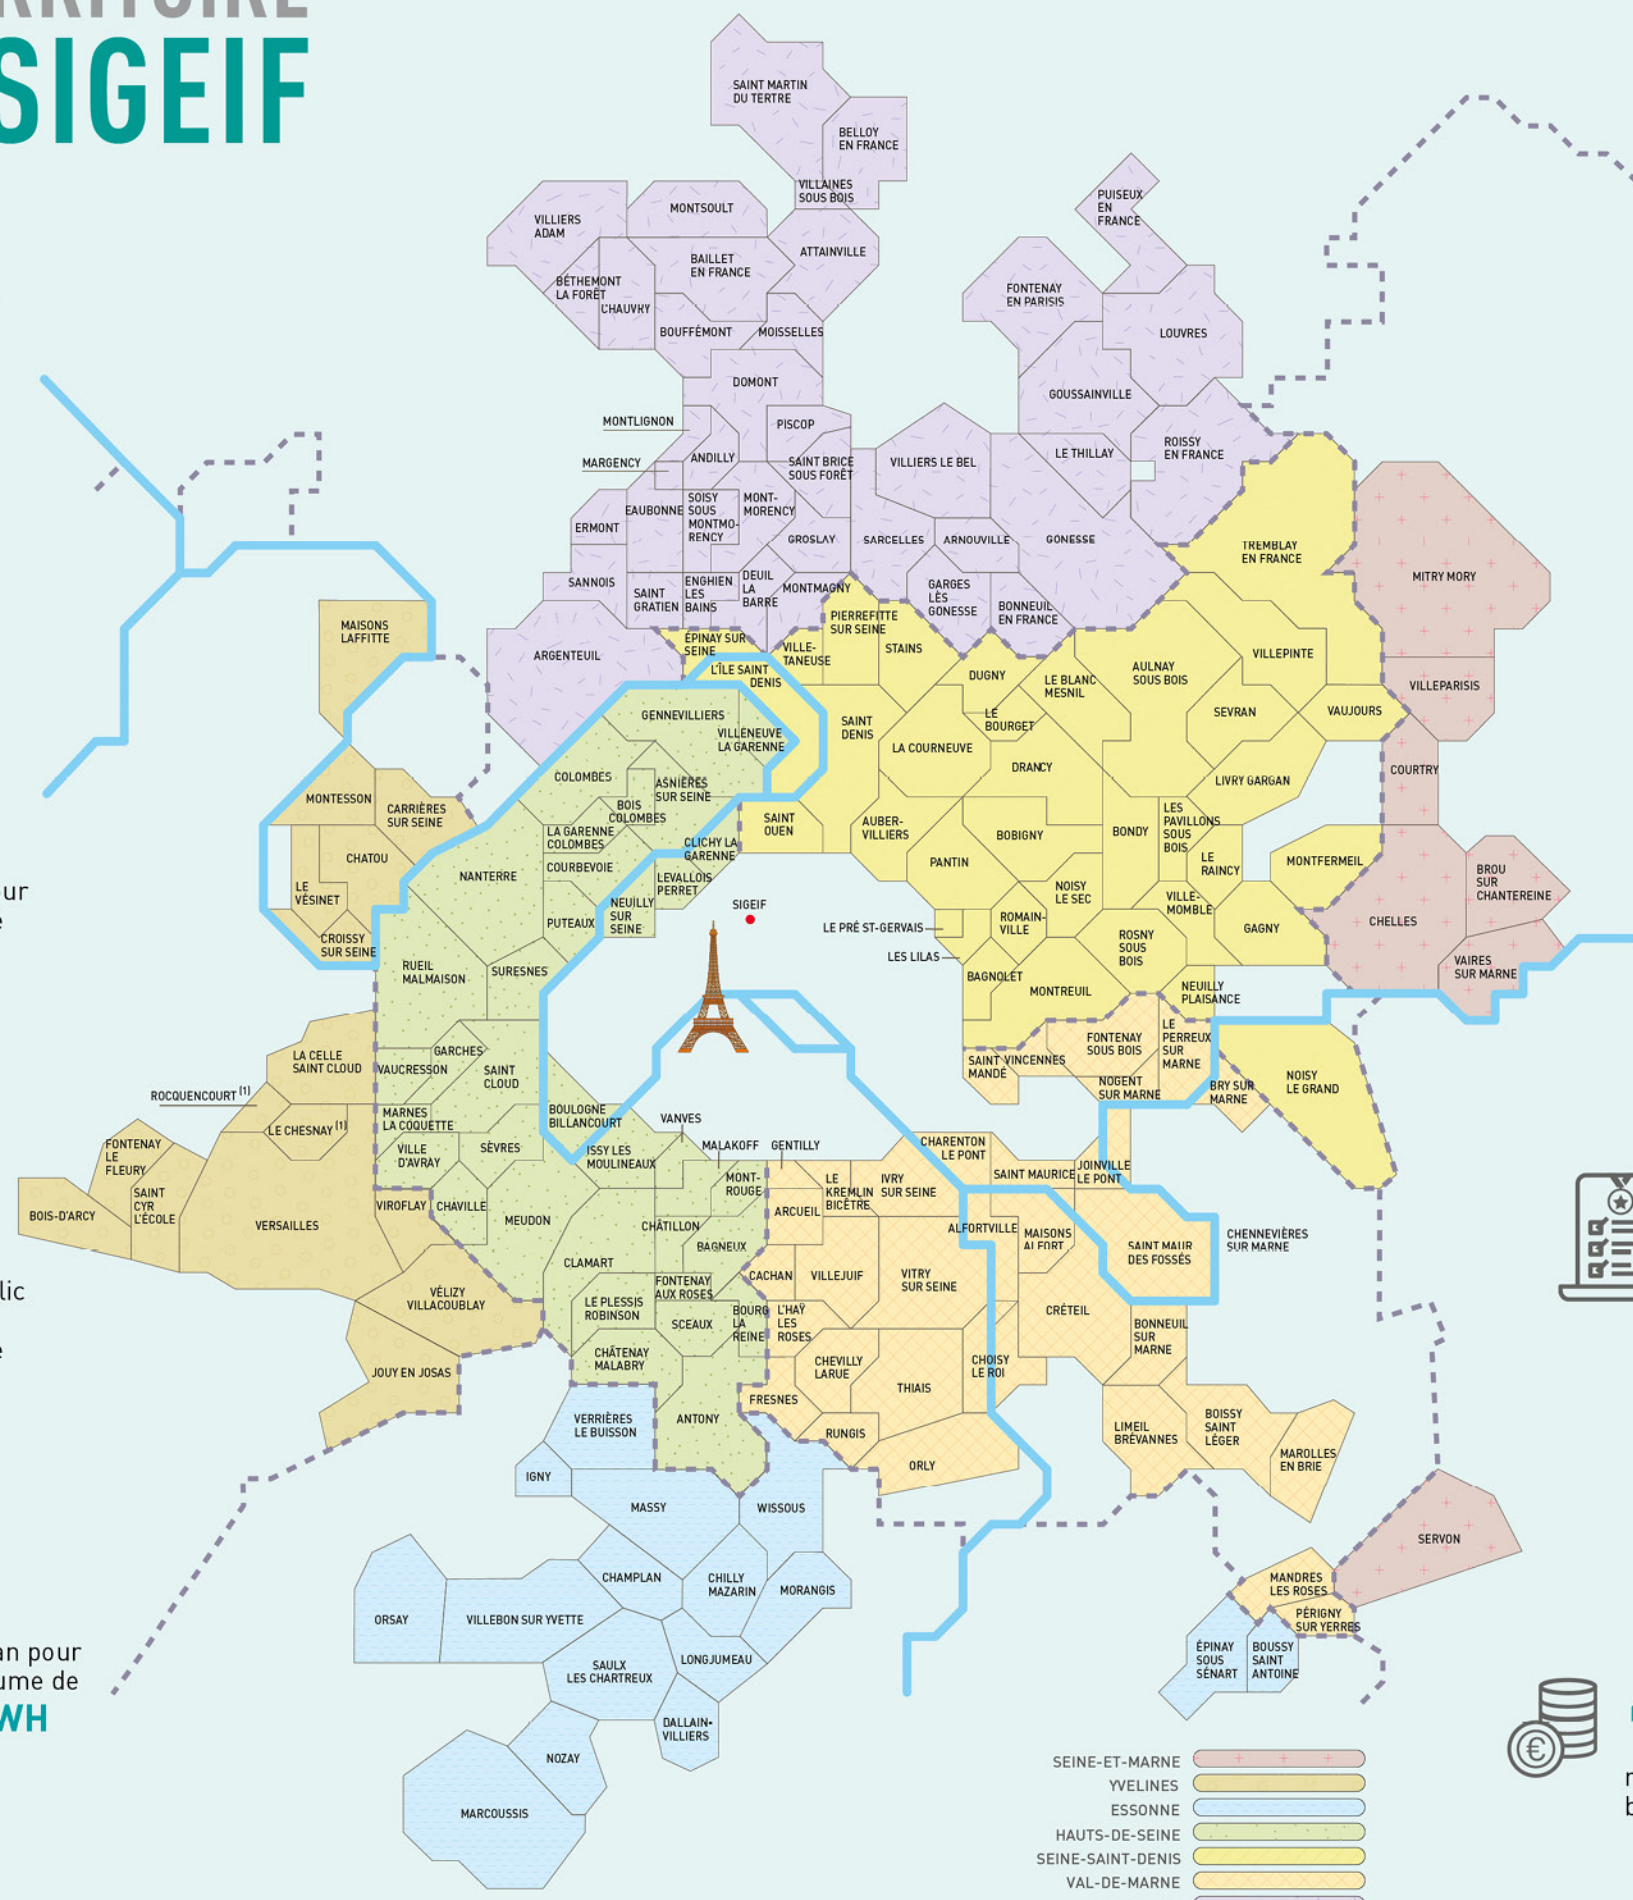 SIGEIF
SAINT MARTIN
DU TERTRE
BELLOY
EN FRANCE
VILLAINES
SOUS BOIS
PUISEUX
EN
FRANCE
MONTSOULT
VILLIERS
ADAM
ATTAINVILLE
BAILLET
EN FRANCE
BÉTHEMONT
LA FORÊT
CHAUVRY
FONTENAY
EN PARISIS
BOUFFÉMONT
MOISSELLES
LOUVRES
DOMONT
GOUSSAINVILLE
MONTLIGNON
PISCOP
MARGENCY
ANDILLY
SAINT BRICE
SOUS FORÊT
VILLIERS LE BEL
LE THILLAY
ROISSY
EN FRANCE
EAUBONNE
SOISY
SOUS
MONTMO-
RENCY
MONT-
MORENCY
ERMONT
GROSLAY
SARCELLES
ARNOUVILLE
GONESSE
TREMBLAY
EN FRANCE
MITRY MORY
SANNOIS
SAINT
GRATIEN
ENGHIEN
LES
BAINS
DEUIL
LA
BARRE
MONTMAGNY
GARGES
LÈS
GONESSE
BONNEUIL
EN FRANCE
MAISONS
LAFFITTE
PIERREFITTE
SUR SEINE
ÉPINAY SUR
SEINE
VILLE-
TANEUSE
STAINS
ARGENTEUIL
L'ÎLE SAINT
DENIS
DUGNY
LE BLANC
MESNIL
AULNAY
SOUS BOIS
VILLEPINTE
VILLEPARISIS
GENNEVILLIERS
VILLENEUVE
LA GARENNE
SAINT
DENIS
LE
BOURGET
SEVRAN
VAUJOURS
LA COURNEUVE
DRANCY
COURTRY
COLOMBES
ASNIÈRES
SUR SEINE
LIVRY GARGAN
MONTESSON
CARRIÈRES
SUR SEINE
BOIS
COLOMBES
SAINT
OUEN
AUBER-
VILLIERS
BOBIGNY
BONDY
LES
PAVILLONS
SOUS
BOIS
LA GARENNE
COLOMBES
CLICHY LA
GARENNE
CHATOU
COURBEVOIE
PANTIN
LE
RAINCY
MONTFERMEIL
BROU
SUR
CHANTEREINE
NANTERRE
LEVALLOIS
PERRET
LE
VÉSINET
NOISY
LE SEC
VILLE-
MOMBLE
NEUILLY
SUR
SEINE
SIGEIF
PUTEAUX
LE PRÉ ST-GERVAIS
ROMAIN-
VILLE
GAGNY
CHELLES
CROISSY
SUR SEINE
ROSNY
SOUS
BOIS
LES LILAS
RUEIL
MALMAISON
SURESNES
BAGNOLET
VAIRES
SUR MARNE
MONTREUIL
NEUILLY
PLAISANCE
GARCHES
FONTENAY
SOUS BOIS
LE
PERREUX
SUR
MARNE
LA CELLE
SAINT CLOUD
VAUCRESSON
SAINT
CLOUD
SAINT
MANDÉ
VINCENNES
NOGENT
SUR MARNE
BRY SUR
MARNE
NOISY
LE GRAND
ROCQUENCOURT (1)
MARNES
LA COQUETTE
BOULOGNE
BILLANCOURT
VANVES
LE CHESNAY (1)
FONTENAY
LE
FLEURY
VILLE
D'AVRAY
SÈVRES
ISSY LES
MOULINEAUX
MALAKOFF
GENTILLY
CHARENTON
LE PONT
SAINT MAURICE
JOINVILLE
LE PONT
MONT-
ROUGE
LE
KREMLIN
BICÊTRE
IVRY
SUR SEINE
SAINT
CYR
L'ÉCOLE
BOIS-D'ARCY
VERSAILLES
VIROFLAY
CHAVILLE
MEUDON
CHÂTILLON
ARCUEIL
ALFORTVILLE
MAISONS
ALFORT
SAINT MAUR
DES FOSSÉS
CHENNEVIÈRES
SUR MARNE
BAGNEUX
CLAMART
CACHAN
VILLEJUIF
VITRY
SUR SEINE
FONTENAY
AUX ROSES
VÉLIZY
VILLACOUBLAY
LE PLESSIS
ROBINSON
SCEAUX
BOURG
LA
REINE
L'HAŸ
LES
ROSES
CRÉTEIL
BONNEUIL
SUR
MARNE
JOUY EN JOSAS
CHÂTENAY
MALABRY
CHEVILLY
LARUE
CHOISY
LE ROI
THIAIS
FRESNES
VERRIÈRES
LE BUISSON
ANTONY
RUNGIS
LIMEIL
BRÉVANNES
BOISSY
SAINT
LÉGER
MAROLLES
EN BRIE
ORLY
IGNY
MASSY
WISSOUS
SERVON
CHAMPLAN
CHILLY
MAZARIN
MORANGIS
MANDRES
LES ROSES
ORSAY
VILLEBON SUR YVETTE
PÉRIGNY
SUR YERRES
SAULX
LES CHARTREUX
LONGJUMEAU
ÉPINAY
SOUS
SÉNART
BOUSSY
SAINT
ANTOINE
DALLAIN-
VILLIERS
NOZAY
MARCOUSSIS
an pour
WH
SEINE-ET-MARNE
YVELINES
ESSONNE
HAUTS-DE-SEINE
SEINE-SAINT-DENIS
VAL-DE-MARNE